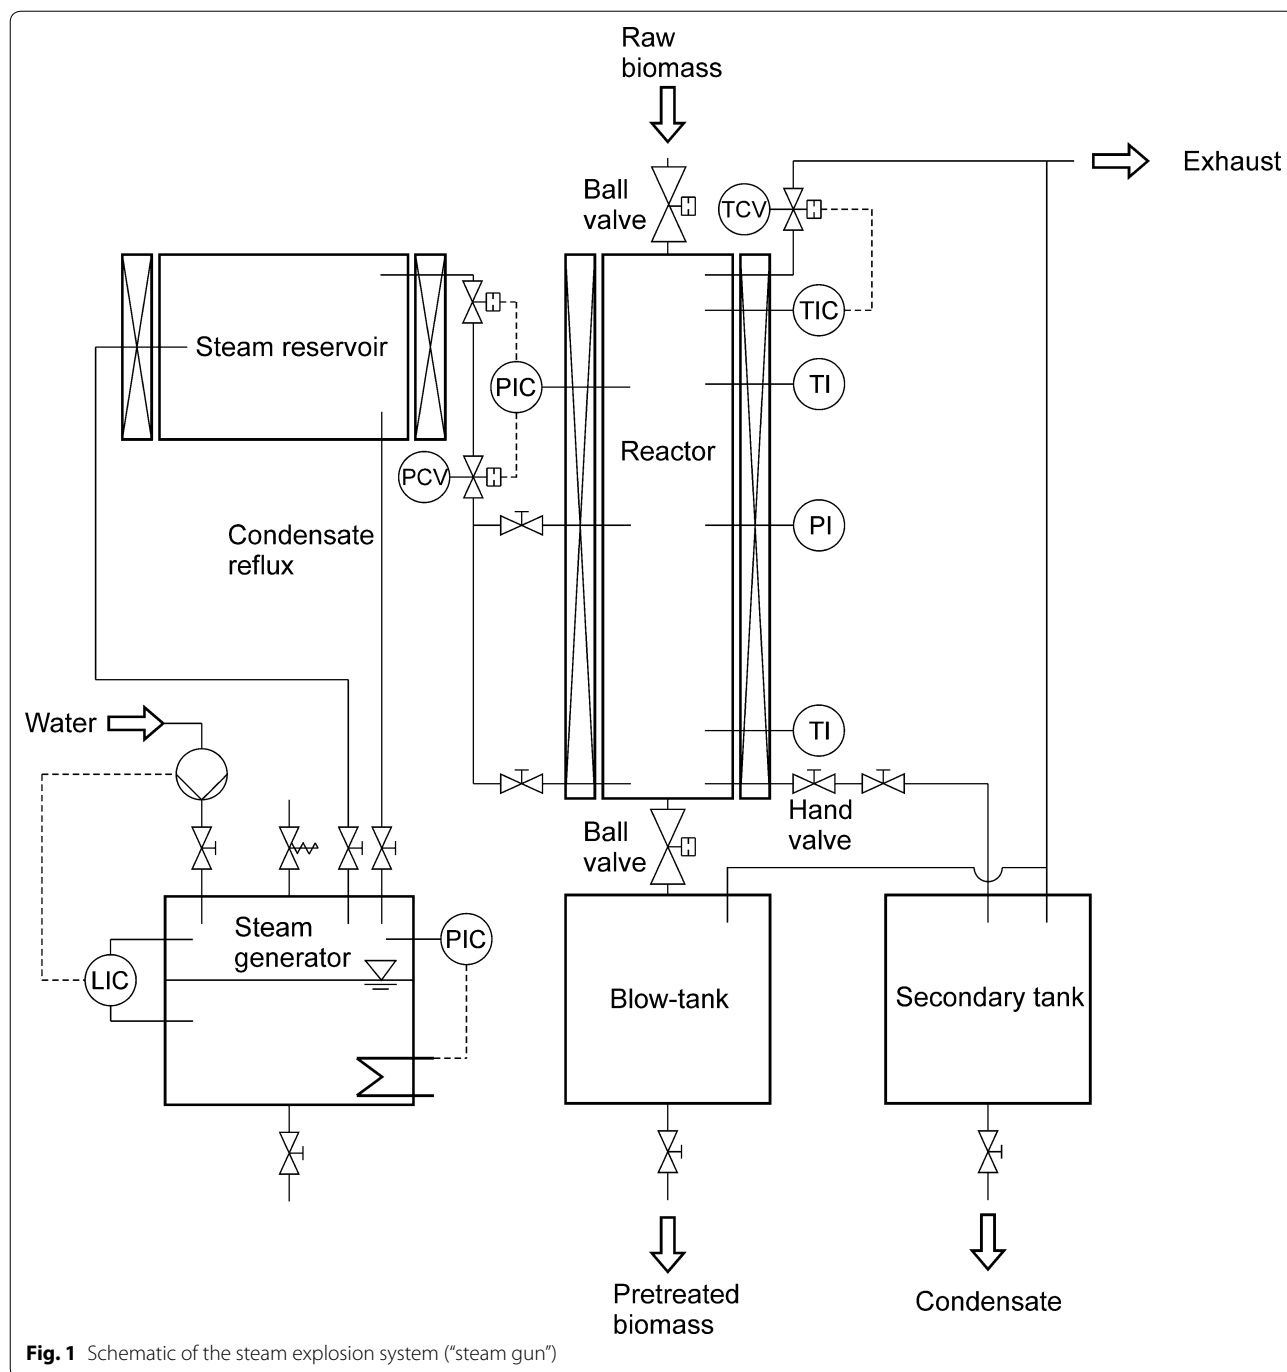 Raw
biomass
Exhaust
Ball
valve
TCV
TIC
Steam reservoir
PIC
TI
Reactor
PCV
PI
Condensate
reflux
Water
TI
Hand
valve
Ball
valve
Steam
generator
PIC
LIC
Blow-tank
Secondary tank
Pretreated
biomass
Condensate
Fig. 1 Schematic of the steam explosion system (“steam gun”)